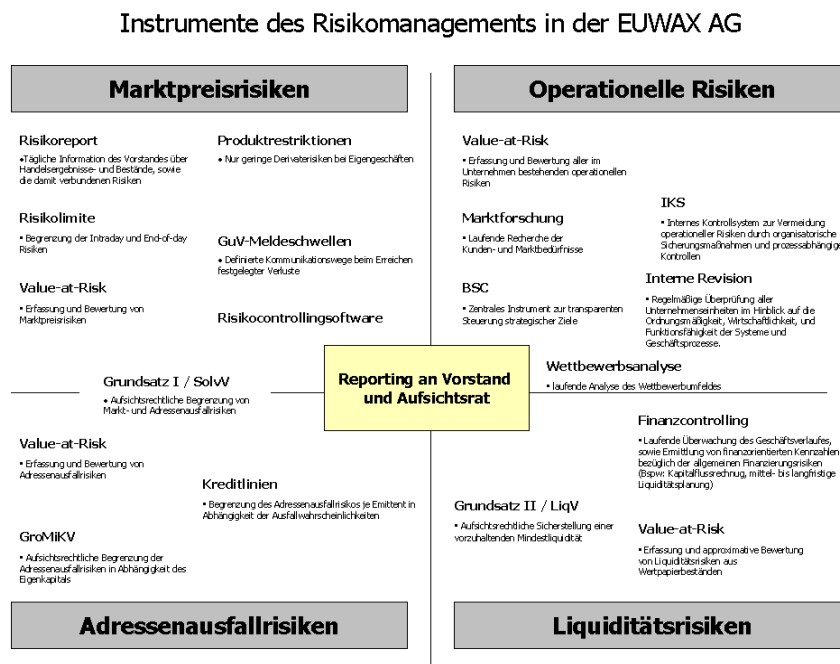 Instrumente des Risikomanagements in der EUWAX AG
Marktpreisrisiken
Risikoreport
•Tägliche Information des Vorstandes über
Handelsergebnisse- und Bestände, sowie
die damit verbundenen Risiken
Produktrestriktionen
• Nur geringe Derivaterisiken bei Eigengeschäften
Risikolimite
• Begrenzung der Intraday und End-of-day
Risiken
GuV-Meldeschwellen
• Definierte Kommunikationswege beim Erreichen
festgelegter Verluste
Value-at-Risk
• Erfassung und Bewertung von
Marktpreisrisiken
Risikocontrollingsoftware
Operationelle Risiken
Value-at-Risk
• Erfassung und Bewertung aller im
Unternehmen bestehenden operationellen
Risiken
IKS
• Internes Kontrollsystem zur Vermeidung
operationeller Risiken durch organisatorische
Sicherungsmaßnahmen und prozessabhängige
Kontrollen
Marktforschung
• Laufende Recherche der
Kunden- und Marktbedürfnisse
Interne Revision
• Regelmäßige Überprüfung aller
Unternehmenseinheiten im Hinblick auf die
Ordnungsmäßigkeit, Wirtschaftlichkeit, und
Funktionsfähigkeit der Systeme und
Geschäftsprozesse.
BSC
• Zentrales Instrument zur transparenten
Steuerung strategischer Ziele
Wettbewerbsanalyse
• laufende Analyse des Wettbewerbumfeldes
Reporting an Vorstand
und Aufsichtsrat
Grundsatz I / SolvV
• Aufsichtsrechtliche Begrenzung von
Markt- und Adressenausfallrisiken
Value-at-Risk
• Erfassung und Bewertung von
Adressenausfallrisiken
Kreditlinien
• Begrenzung des Adressenausfallrisikos je Emittent in
Abhängigkeit der Ausfallwahrscheinlichkeiten
GroMiKV
• Aufsichtsrechtliche Begrenzung der
Adressenausfallrisiken in Abhängigkeit des
Eigenkapitals
Adressenausfallrisiken
Finanzcontrolling
• Laufende Überwachung des Geschäftsverlaufes,
sowie Ermittlung von finanzorientierten Kennzahlen
bezüglich der allgemeinen Finanzierungsrisiken
(Bspw: Kapitalflussrechnug, mittel- bis langfristige
Liquiditätsplanung)
Grundsatz II / LiqV
• Aufsichtsrechtliche Sicherstellung einer
vorzuhaltenden Mindestliquidität
Value-at-Risk
• Erfassung und approximative Bewertung
von Liquiditätsrisiken aus
Wertpapierbeständen
Liquiditätsrisiken